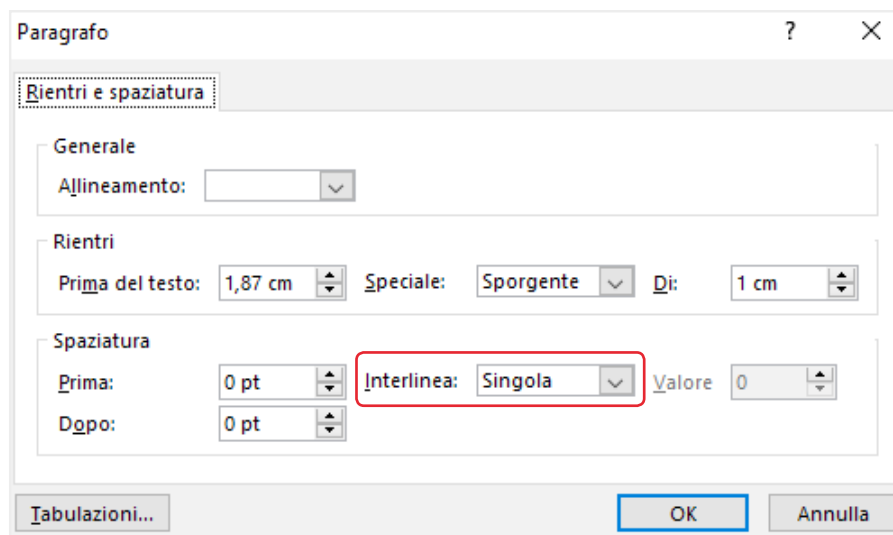 Paragrafo ?
Rientri e spaziatura
Generale
Allineamento:
Rientri
Prima del testo: 1,87 cm Speciale: Sporgente Di: 1 cm
Spaziatura
Prima: 0 pt Interlinea: Singola Valore 0
Dopo: 0 pt
Tabulazioni... OK Annulla